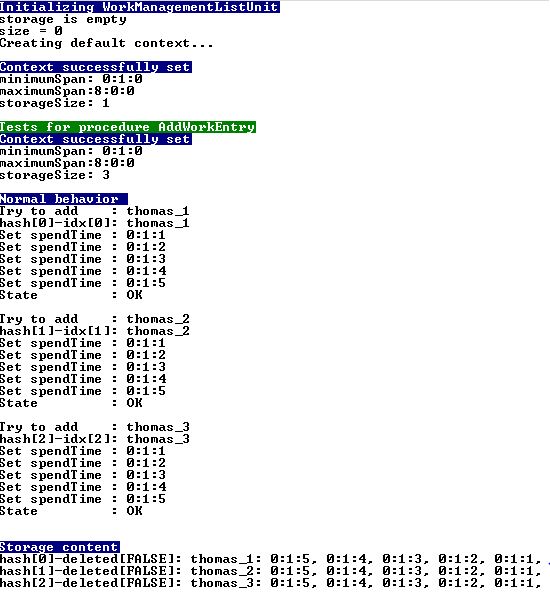 Initializing WorkManagementListUnit
storage is empty
size = 0
Creating default context...
Context successfully set
minimumSpan: 0:1:0
maximumSpan:8:0:0
storageSize: 1
Tests for procedure AddWorkEntry
Context successfully set
minimumSpan: 0:1:0
maximumSpan:8:0:0
storageSize: 3
Normal behavior
Try to add    : thomas_1
hash[0]-idx[0]: thomas_1
Set spendTime : 0:1:1
Set spendTime : 0:1:2
Set spendTime : 0:1:3
Set spendTime : 0:1:4
Set spendTime : 0:1:5
State         : OK
Try to add    : thomas_2
hash[1]-idx[1]: thomas_2
Set spendTime : 0:1:1
Set spendTime : 0:1:2
Set spendTime : 0:1:3
Set spendTime : 0:1:4
Set spendTime : 0:1:5
State         : OK
Try to add    : thomas_3
hash[2]-idx[2]: thomas_3
Set spendTime : 0:1:1
Set spendTime : 0:1:2
Set spendTime : 0:1:3
Set spendTime : 0:1:4
Set spendTime : 0:1:5
State         : OK
Storage content
hash[0]-deleted[FALSE]: thomas_1: 0:1:5, 0:1:4, 0:1:3, 0:1:2, 0:1:1,
hash[1]-deleted[FALSE]: thomas_2: 0:1:5, 0:1:4, 0:1:3, 0:1:2, 0:1:1,
hash[2]-deleted[FALSE]: thomas_3: 0:1:5, 0:1:4, 0:1:3, 0:1:2, 0:1:1,